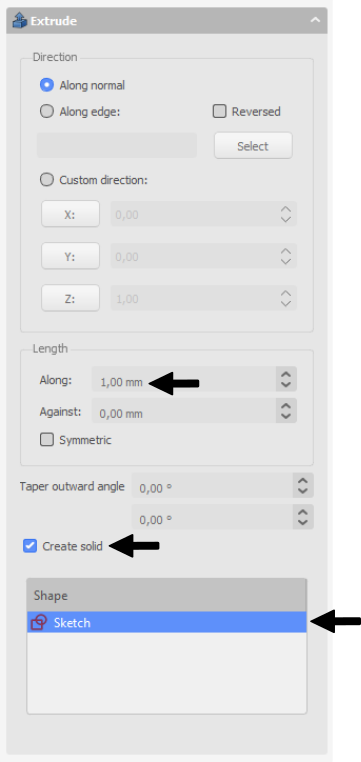 Extrude
Direction
Along normal
Along edge:
Reversed
Select
Custom direction:
X: 0,00
Y: 0,00
Z: 1,00
Length
Along: 1,00 mm
Against: 0,00 mm
Symmetric
Taper outward angle 0,00 °
0,00 °
Create solid
Shape
Sketch